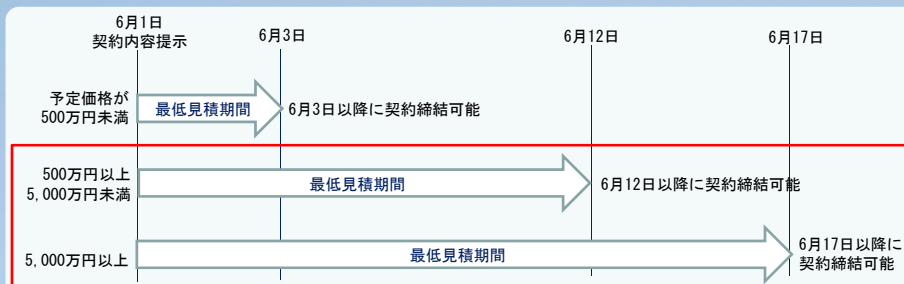 6月1日
契約内容提示
6月3日
6月12日
6月17日
予定価格が
500万円未満
最低見積期間
6月3日以降に契約締結可能
500万円以上
5,000万円未満
最低見積期間
6月12日以降に契約締結可能
5,000万円以上
最低見積期間
6月17日以降に
契約締結可能